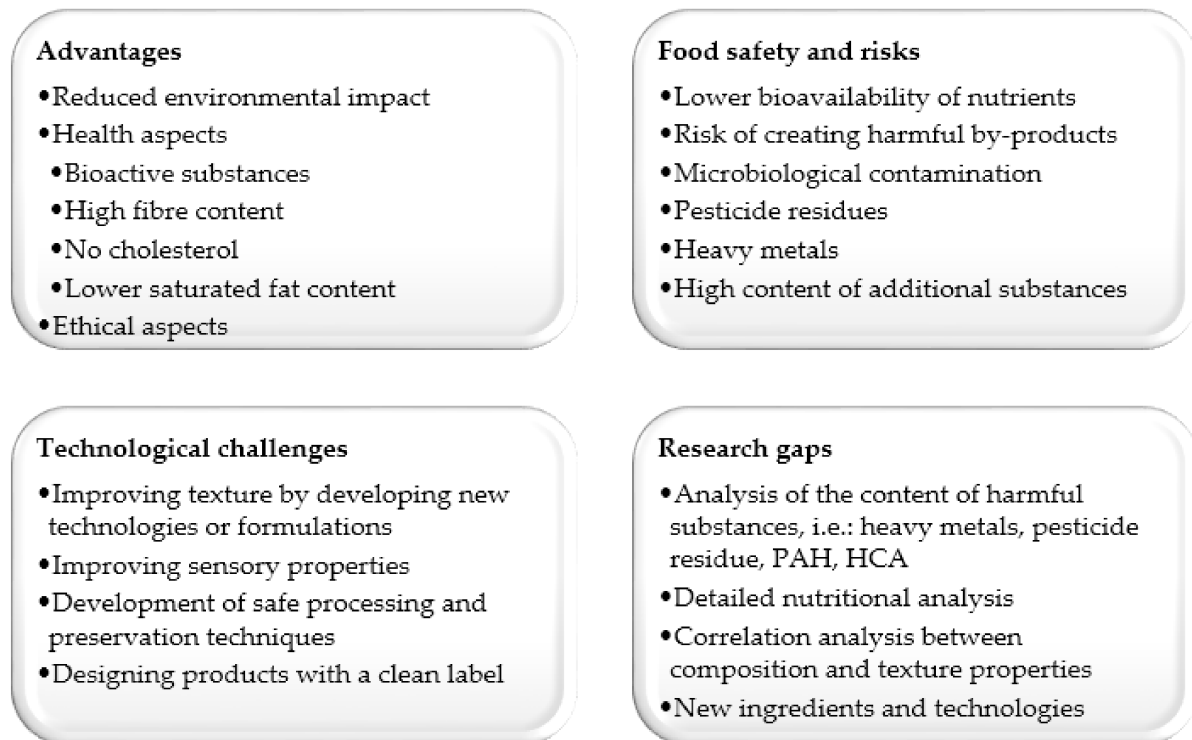 Advantages
•Reduced environmental impact
•Health aspects
•Bioactive substances
•High fibre content
•No cholesterol
•Lower saturated fat content
•Ethical aspects
Food safety and risks
•Lower bioavailability of nutrients
•Risk of creating harmful by-products
•Microbiological contamination
•Pesticide residues
•Heavy metals
•High content of additional substances
Technological challenges
•Improving texture by developing new
technologies or formulations
•Improving sensory properties
•Development of safe processing and
preservation techniques
•Designing products with a clean label
Research gaps
•Analysis of the content of harmful
substances, i.e.: heavy metals, pesticide
residue, PAH, HCA
•Detailed nutritional analysis
•Correlation analysis between
composition and texture properties
•New ingredients and technologies